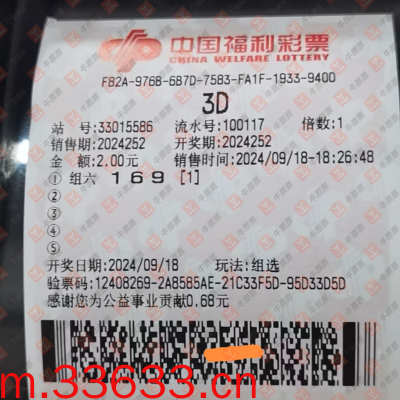 中国福利彩票
CHINA WELFARE LOTTERY
F82A-976B-6B7D-7583-FA1F-1933-9400
3D
站 号:33015586 流水号:100117 倍数:1
销售期:2024252 开奖期:2024252
金 额:2.00元 销售时间:2024/09/18-18:26:48
① 组六 1 6 9 [1]
②
③
④
⑤
开奖日期:2024/09/18 玩法:组选
验票码:12408269-2A8585AE-21C33F5D-95D33D5D
感谢您为公益事业贡献0.68元
m.33633.cn